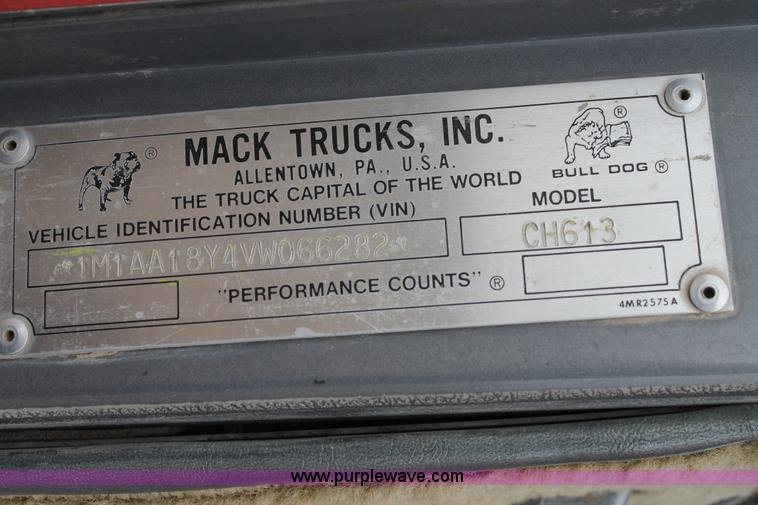 MACK TRUCKS, INC.
ALLENTOWN, PA., U.S.A.
THE TRUCK CAPITAL OF THE WORLD
®
®
BULL DOG ®
VEHICLE IDENTIFICATION NUMBER (VIN)
MODEL
*1M1AA18Y4VW066282*
CH613
"PERFORMANCE COUNTS" ®
4MR2575A
www.purplewave.com